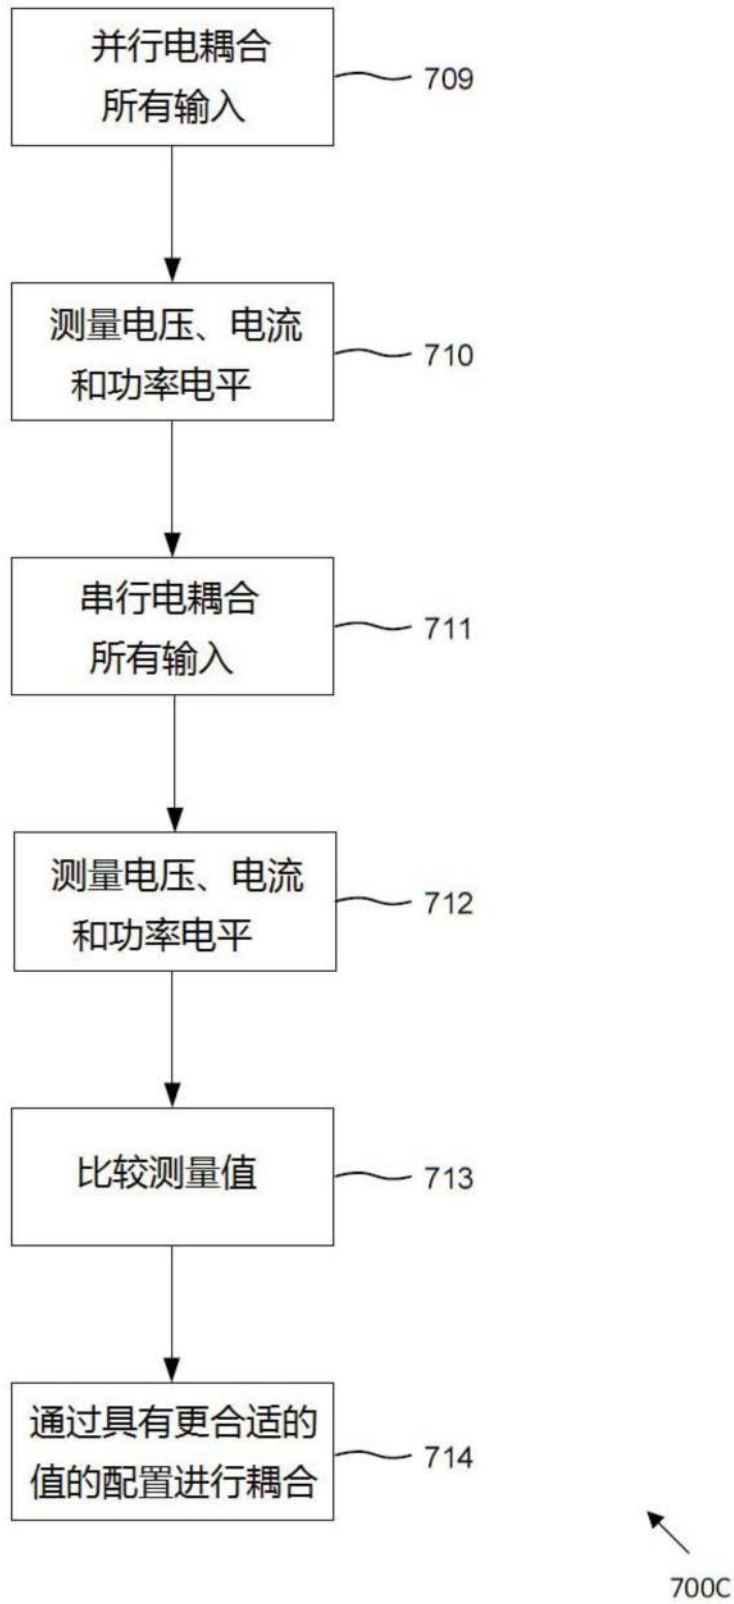 并行电耦合
所有输入
709
测量电压、电流
和功率电平
710
串行电耦合
所有输入
711
测量电压、电流
和功率电平
712
比较测量值
713
通过具有更合适的
值的配置进行耦合
714
700C